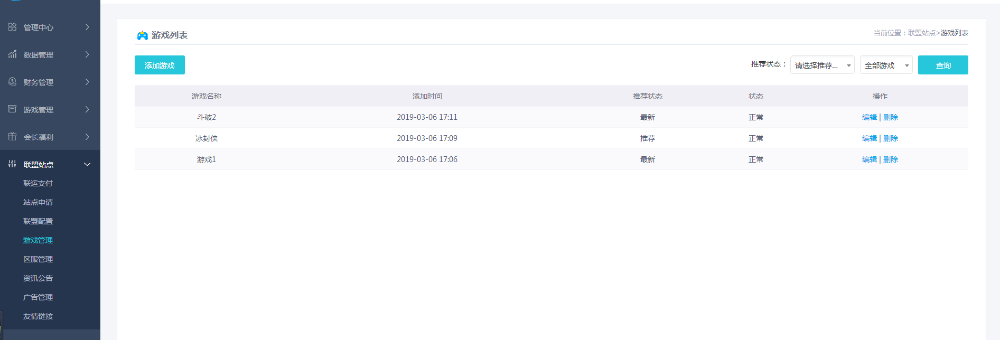 管理中心
数据管理
财务管理
游戏管理
会长福利
联盟站点
联运支付
站点申请
联盟配置
游戏管理
区服管理
资讯公告
广告管理
友情链接
游戏列表
当前位置：联盟站点>游戏列表
添加游戏
推荐状态： 请选择推荐... 全部游戏 查询
游戏名称 添加时间 推荐状态 状态 操作
斗破2 2019-03-06 17:11 最新 正常 编辑 | 删除
冰封侠 2019-03-06 17:09 推荐 正常 编辑 | 删除
游戏1 2019-03-06 17:06 最新 正常 编辑 | 删除